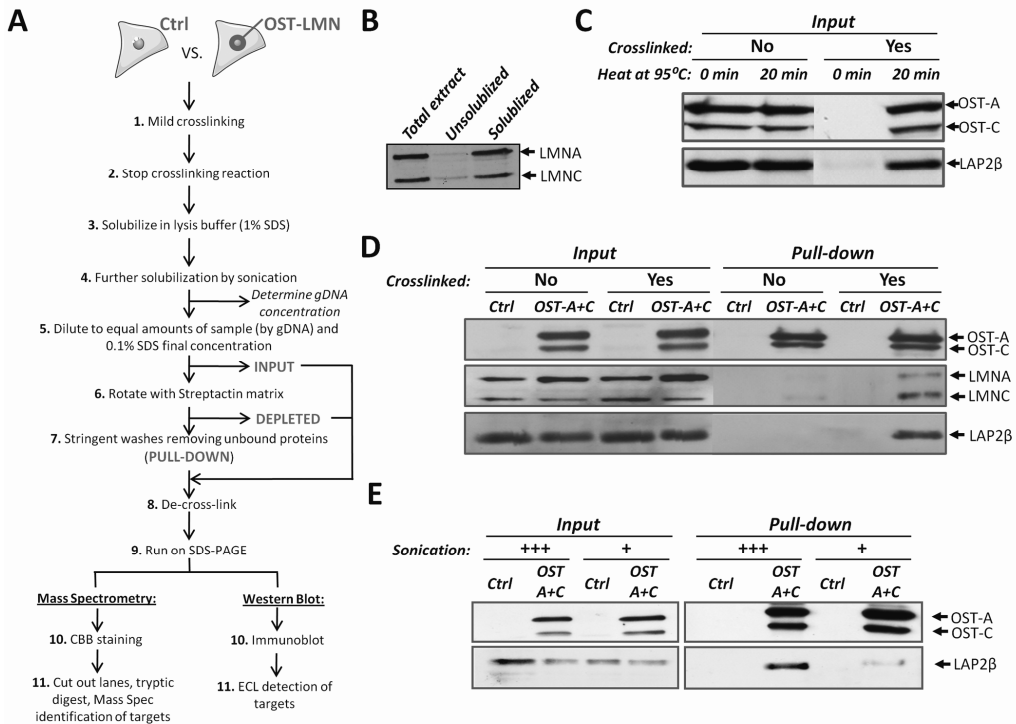 A
Ctrl
OST-LMN
VS.
1. Mild crosslinking
2. Stop crosslinking reaction
3. Solubilize in lysis buffer (1% SDS)
4. Further solubilization by sonication
Determine gDNA
concentration
5. Dilute to equal amounts of sample (by gDNA) and
0.1% SDS final concentration
INPUT
6. Rotate with Streptactin matrix
DEPLETED
7. Stringent washes removing unbound proteins
(PULL-DOWN)
8. De-cross-link
9. Run on SDS-PAGE
Mass Spectrometry:
10. CBB staining
11. Cut out lanes, tryptic
digest, Mass Spec
identification of targets
Western Blot:
10. Immunoblot
11. ECL detection of
targets
B
Total extract
Unsolublized
Solublized
LMNA
LMNC
C
Input
Crosslinked: No Yes
Heat at 95ºC: 0 min 20 min 0 min 20 min
OST-A
OST-C
LAP2β
D
Input Pull-down
Crosslinked: No Yes No Yes
Ctrl OST-A+C Ctrl OST-A+C Ctrl OST-A+C Ctrl OST-A+C
OST-A
OST-C
LMNA
LMNC
LAP2β
E
Input Pull-down
Sonication: +++ + +++ +
Ctrl OST A+C Ctrl OST A+C Ctrl OST A+C Ctrl OST A+C
OST-A
OST-C
LAP2β